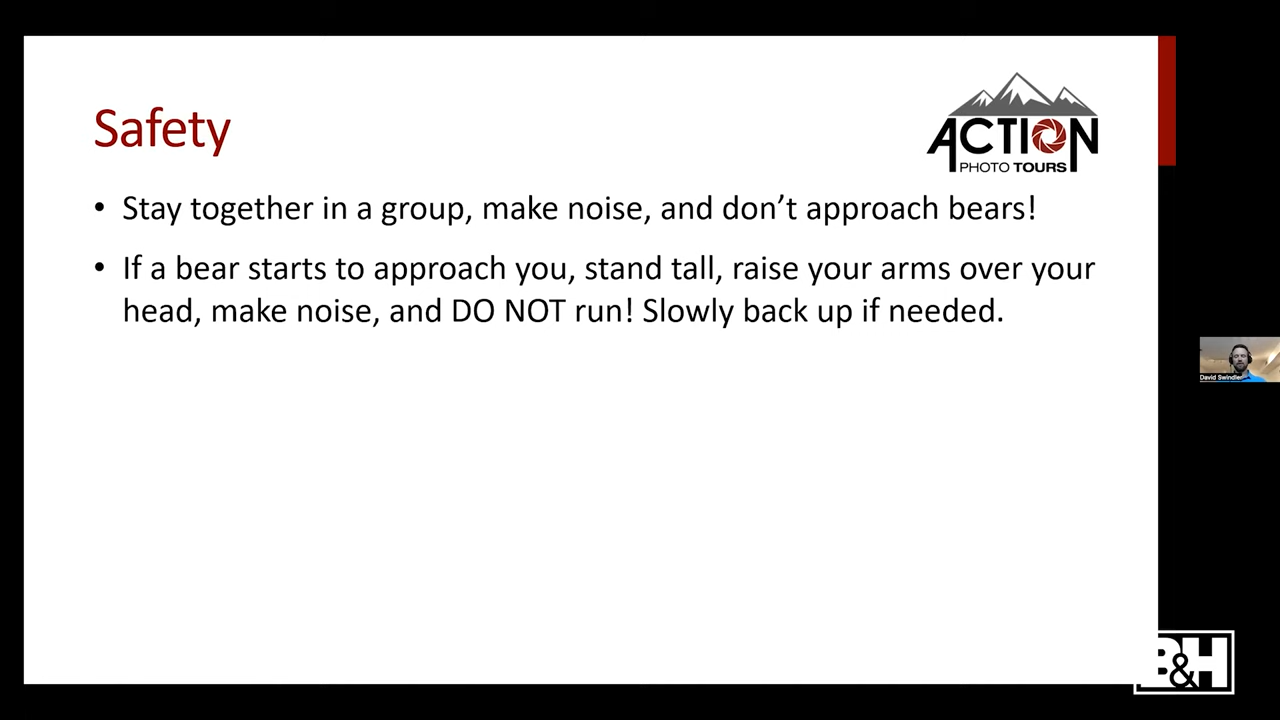 Safety
ACTION
PHOTO TOURS
• Stay together in a group, make noise, and don’t approach bears!
• If a bear starts to approach you, stand tall, raise your arms over your
head, make noise, and DO NOT run! Slowly back up if needed.
David Swindler
B&H